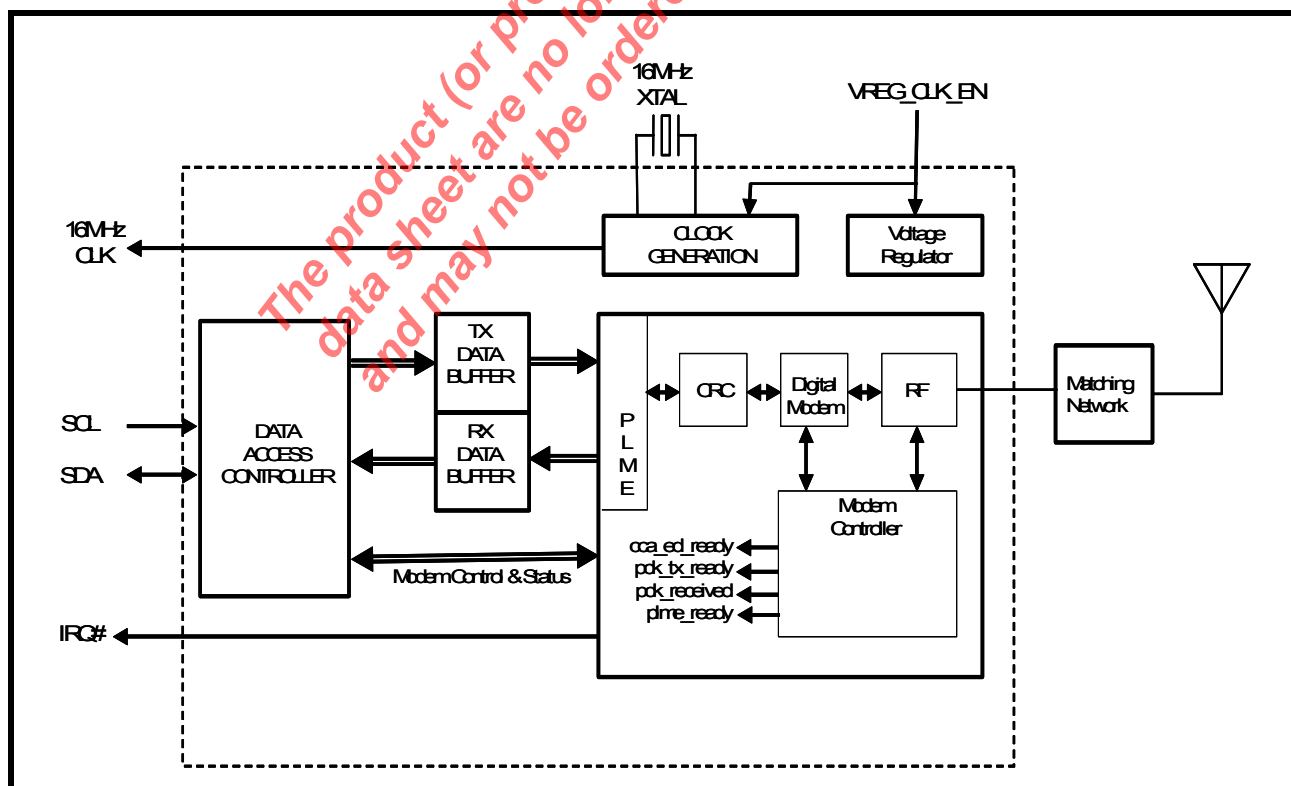 The product (or pro
data sheet are no lo
and may not be ordere
16MHz
XTAL
VREG_CLK_EN
16MHz
CLK
CLOCK
GENERATION
Voltage
Regulator
TX
DATA
BUFFER
RX
DATA
BUFFER
SCL
SDA
DATA
ACCESS
CONTROLLER
P
L
M
E
CRC
Digital
Modem
RF
Matching
Network
Modem
Controller
cca_ed_ready
pck_tx_ready
pck_received
plme_ready
Modem Control & Status
IRQ#